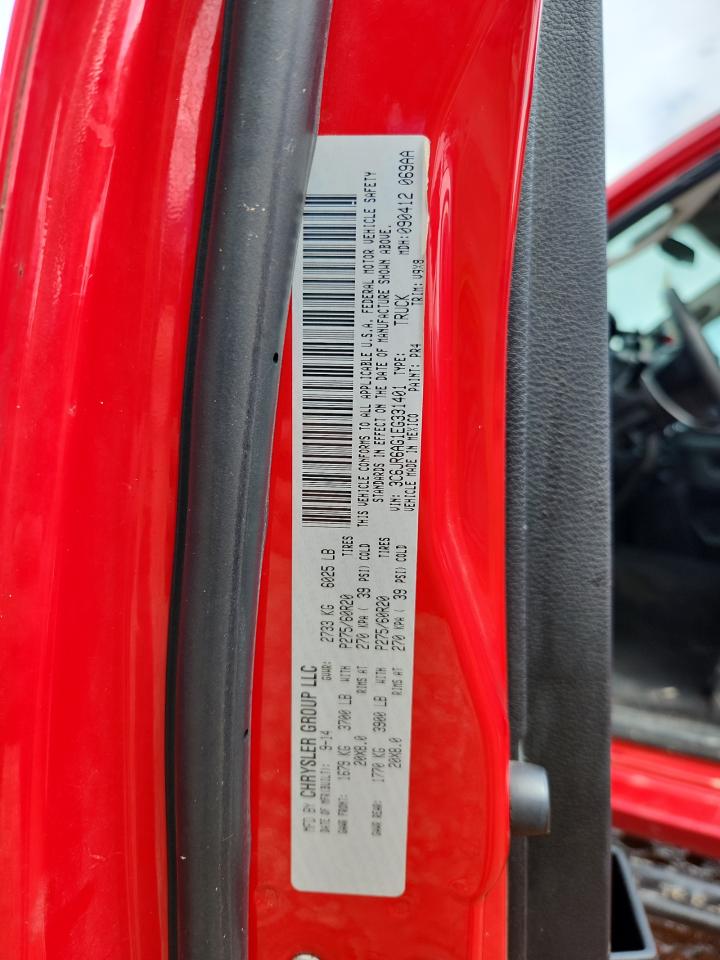 MFD BY CHRYSLER GROUP LLC
DATE OF MFR(BUILT): 9-14 GVWR: 2733 KG 6025 LB
GAWR FRONT: 1679 KG 3700 LB WITH P275/60R20 TIRES
20X8.0 RIMS AT 270 KPA ( 39 PSI) COLD
GAWR REAR: 1770 KG 3900 LB WITH P275/60R20 TIRES
20X8.0 RIMS AT 270 KPA ( 39 PSI) COLD
THIS VEHICLE CONFORMS TO ALL APPLICABLE U.S.A. FEDERAL MOTOR VEHICLE SAFETY
STANDARDS IN EFFECT ON THE DATE OF MANUFACTURE SHOWN ABOVE.
VIN: 3C6JR6AG1EG331401 TYPE: TRUCK MDH:090412 069AA
VEHICLE MADE IN MEXICO PAINT: PR4 TRIM: V9X8